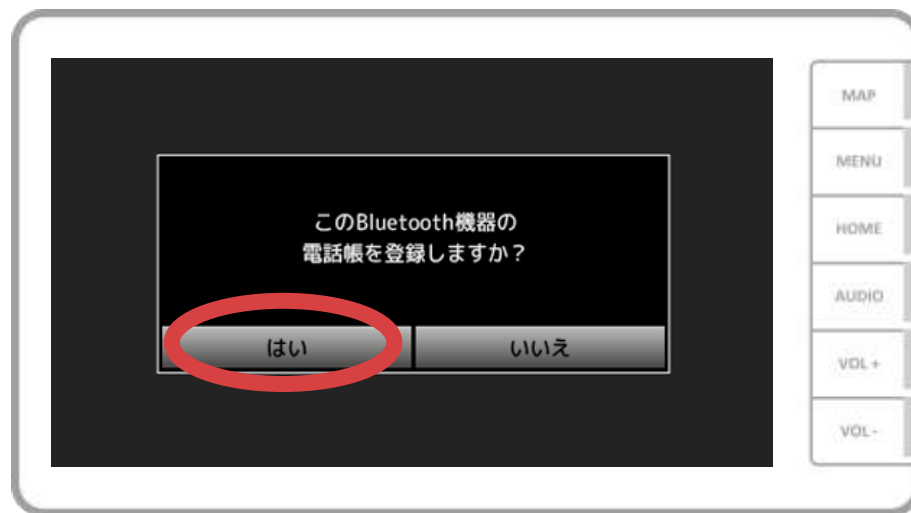 このBluetooth機器の
電話帳を登録しますか？
はい
いいえ
MAP
MENU
HOME
AUDIO
VOL +
VOL -